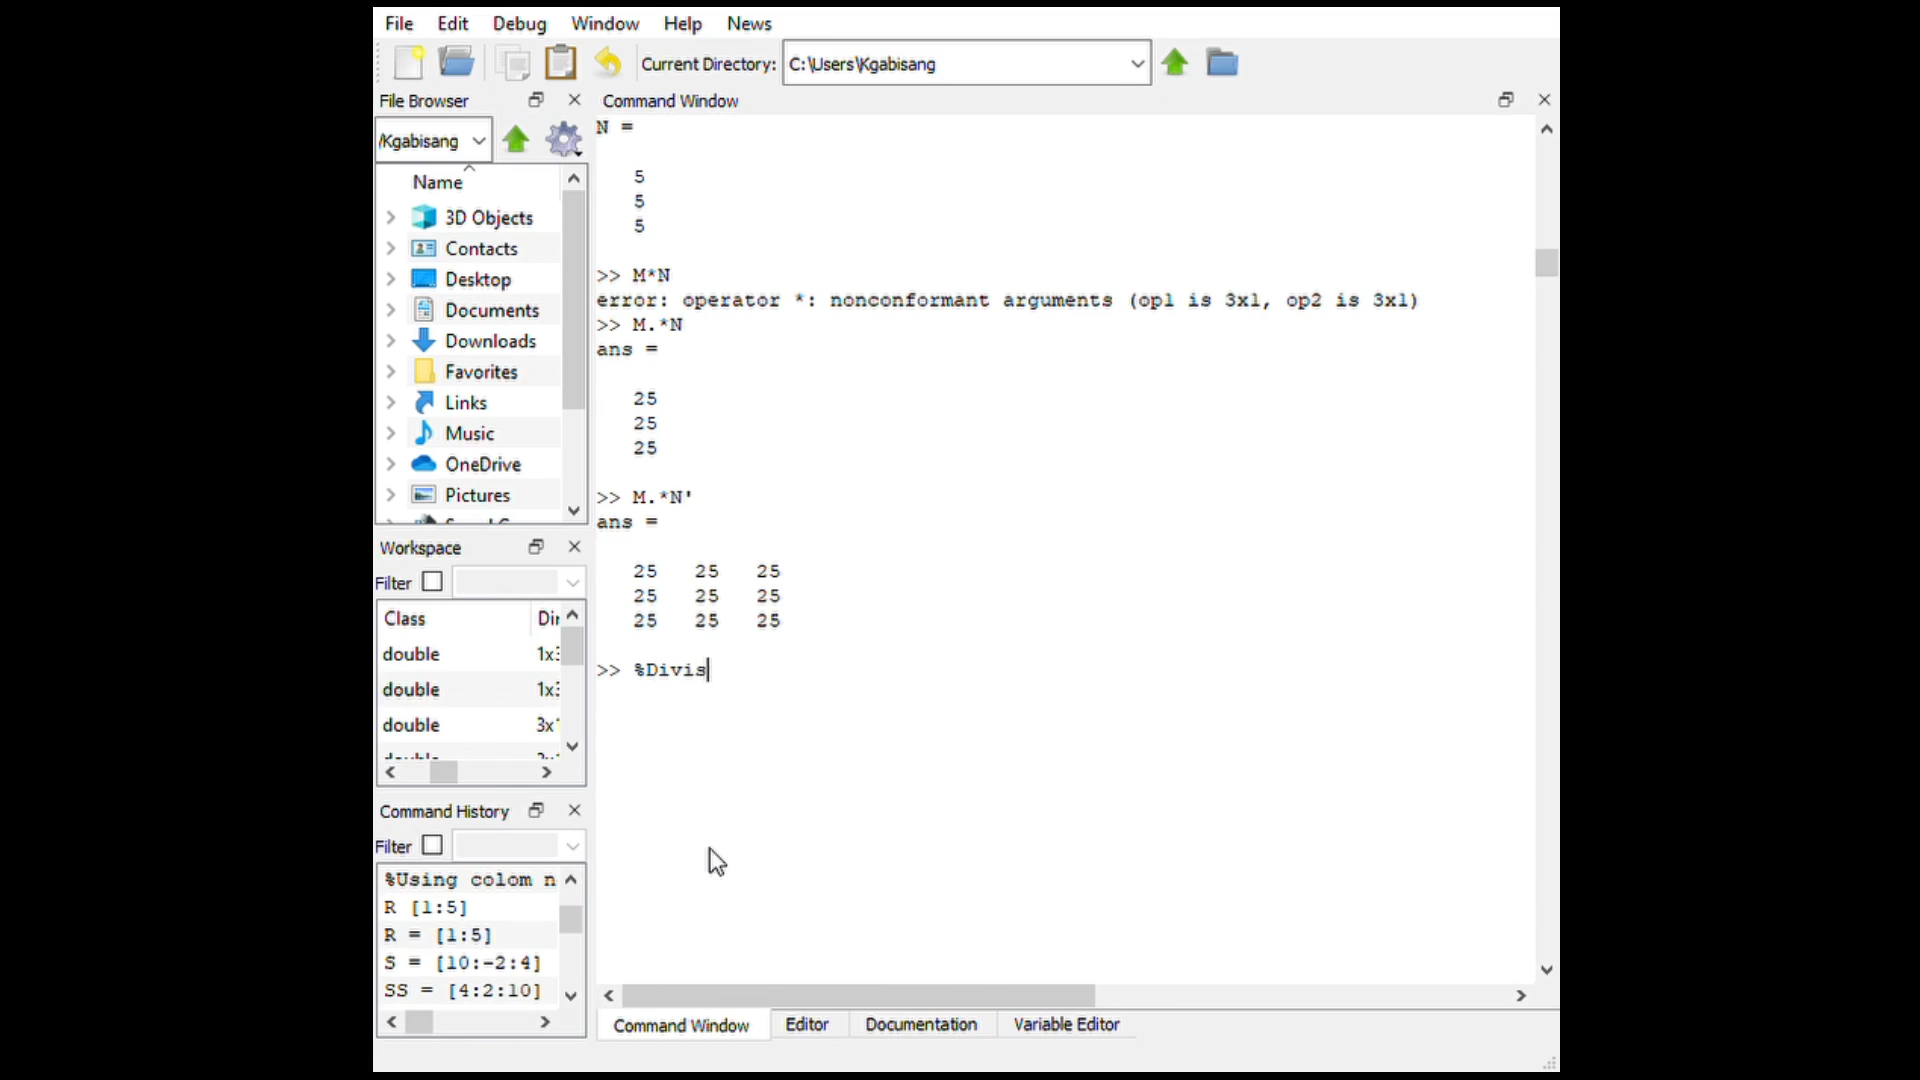 File Edit Debug Window Help News
Current Directory: C:\Users\Kgabisang
File Browser
/Kgabisang
Name
3D Objects
Contacts
Desktop
Documents
Downloads
Favorites
Links
Music
OneDrive
Pictures
Workspace
Filter
Class Dir
double
double
double
Command History
Filter
%Using colom n
R [1:5]
R = [1:5]
S = [10:-2:4]
SS = [4:2:10]
Command Window
N =
5
5
5
>> M*N
error: operator *: nonconformant arguments (op1 is 3x1, op2 is 3x1)
>> M.*N
ans =
25
25
25
>> M.*N'
ans =
25 25 25
25 25 25
25 25 25
>> %Divis
Command Window Editor Documentation Variable Editor